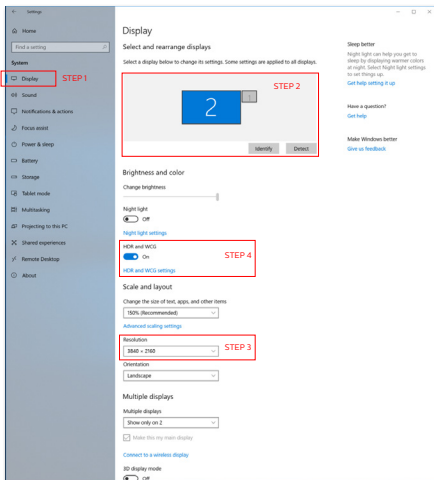 Settings
Home
Find a setting
System
Display
STEP 1
Sound
Notifications & actions
Focus assist
Power & sleep
Battery
Storage
Tablet mode
Multitasking
Projecting to this PC
Shared experiences
Remote Desktop
About
Display
Select and rearrange displays
Select a display below to change its settings. Some settings are applied to all displays.
STEP 2
2
1
Identify
Detect
Brightness and color
Change brightness
Night light
Off
Night light settings
HDR and WCG
On
STEP 4
HDR and WCG settings
Scale and layout
Change the size of text, apps, and other items
150% (Recommended)
Advanced scaling settings
Resolution
3840 × 2160
STEP 3
Orientation
Landscape
Multiple displays
Multiple displays
Show only on 2
Make this my main display
Connect to a wireless display
3D display mode
Off
Sleep better
Night light can help you get to
sleep by displaying warmer colors
at night. Select Night light settings
to set things up.
Get help setting it up
Have a question?
Get help
Make Windows better
Give us feedback